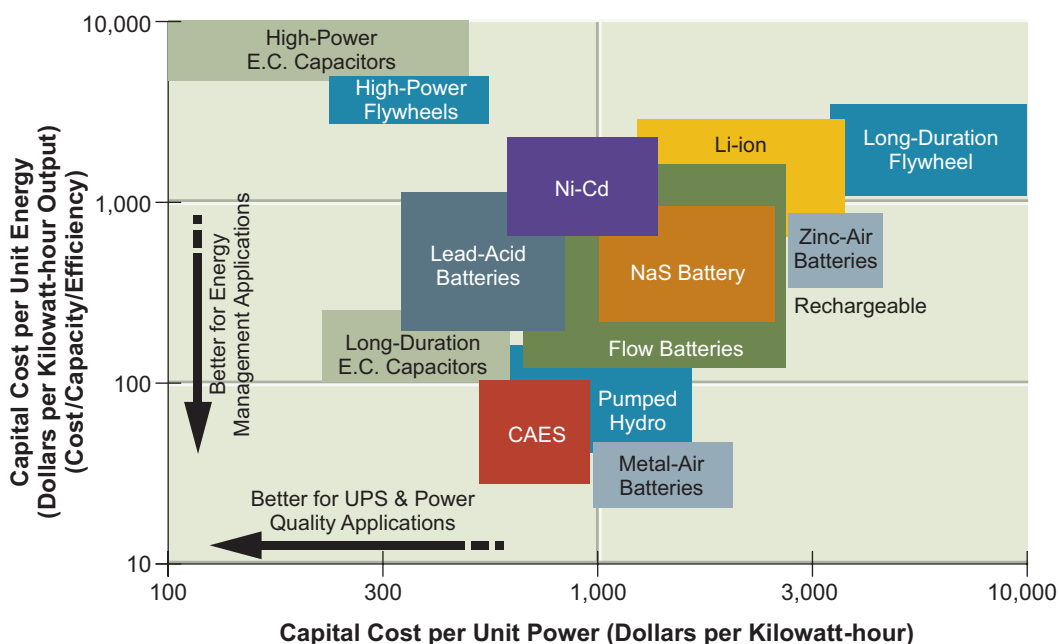 10,000
1,000
100
10
Capital Cost per Unit Energy
(Dollars per Kilowatt-hour Output)
(Cost/Capacity/Efficiency)
High-Power
E.C. Capacitors
High-Power
Flywheels
Li-ion
Long-Duration
Flywheel
Ni-Cd
Lead-Acid
Batteries
NaS Battery
Zinc-Air
Batteries
Rechargeable
Flow Batteries
Long-Duration
E.C. Capacitors
Pumped
Hydro
CAES
Metal-Air
Batteries
Better for Energy
Management Applications
Better for UPS & Power
Quality Applications
100
300
1,000
3,000
10,000
Capital Cost per Unit Power (Dollars per Kilowatt-hour)